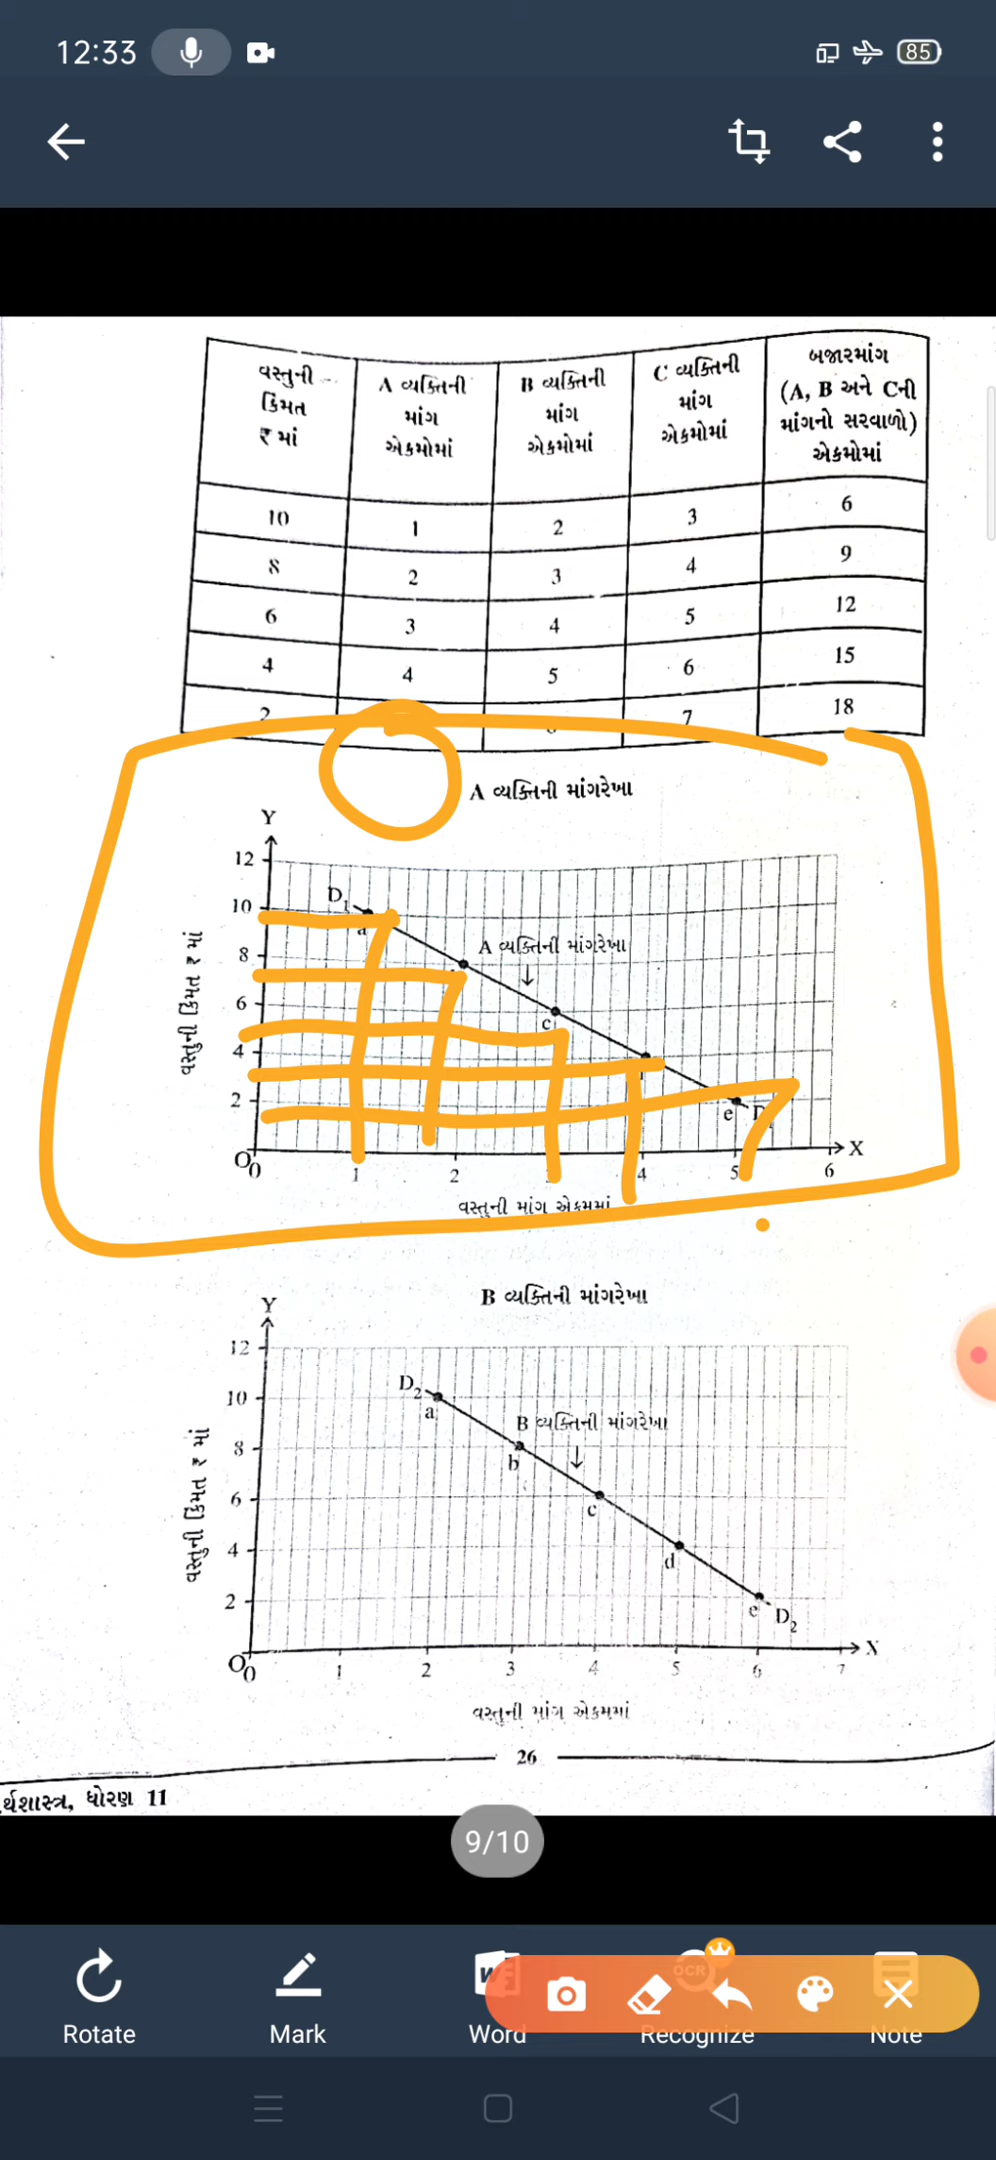 12:33
85
વસ્તુની
કિંમત
₹ માં
A વ્યક્તિની
માંગ
એકમોમાં
B વ્યક્તિની
માંગ
એકમોમાં
C વ્યક્તિની
માંગ
એકમોમાં
બજારમાંગ
(A, B અને Cની
માંગનો સરવાળો)
એકમોમાં
10 1 2 3 6
8 2 3 4 9
6 3 4 5 12
4 4 5 6 15
2 7 18
A વ્યક્તિની માંગરેખા
Y
12
10
8
6
4
2
O
0 1 2 4 5 6
X
D1
a
A વ્યક્તિની માંગરેખા
c
e
વસ્તુની કિંમત ₹ માં
વસ્તુની માંગ એકમમાં
B વ્યક્તિની માંગરેખા
Y
12
10
8
6
4
2
O
0 1 2 3 4 5 6 7
X
D2
a
B વ્યક્તિની માંગરેખા
b
c
d
e
D2
વસ્તુની કિંમત ₹ માં
વસ્તુની માંગ એકમમાં
26
ર્થશાસ્ત્ર, ધોરણ 11
9/10
OCR
Rotate
Mark
Word
Recognize
Note